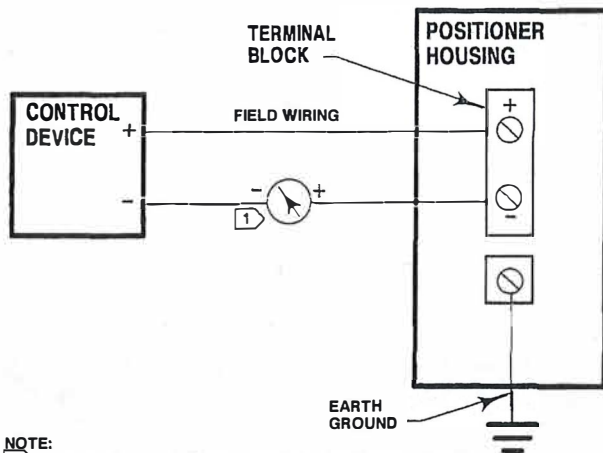 TERMINAL
BLOCK
POSITIONER
HOUSING
CONTROL
DEVICE
+
-
FIELD WIRING
- +
1
+
-
EARTH
GROUND
NOTE: